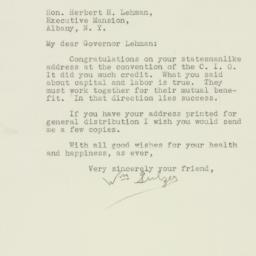 Hon. Herbert H. Lehman,
Executive Mansion,
Albany, N. Y.
My dear Governor Lehman:
Congratulations on your statesmanlike
address at the convention of the C. I. O.
It did you much credit. What you said
about capital and labor is true. They
must work together for their mutual bene-
fit. In that direction lies success.
If you have your address printed for
general distribution I wish you would send
me a few copies.
With all good wishes for your health
and happiness, as ever,
Very sincerely your friend,
Wm Sulzer